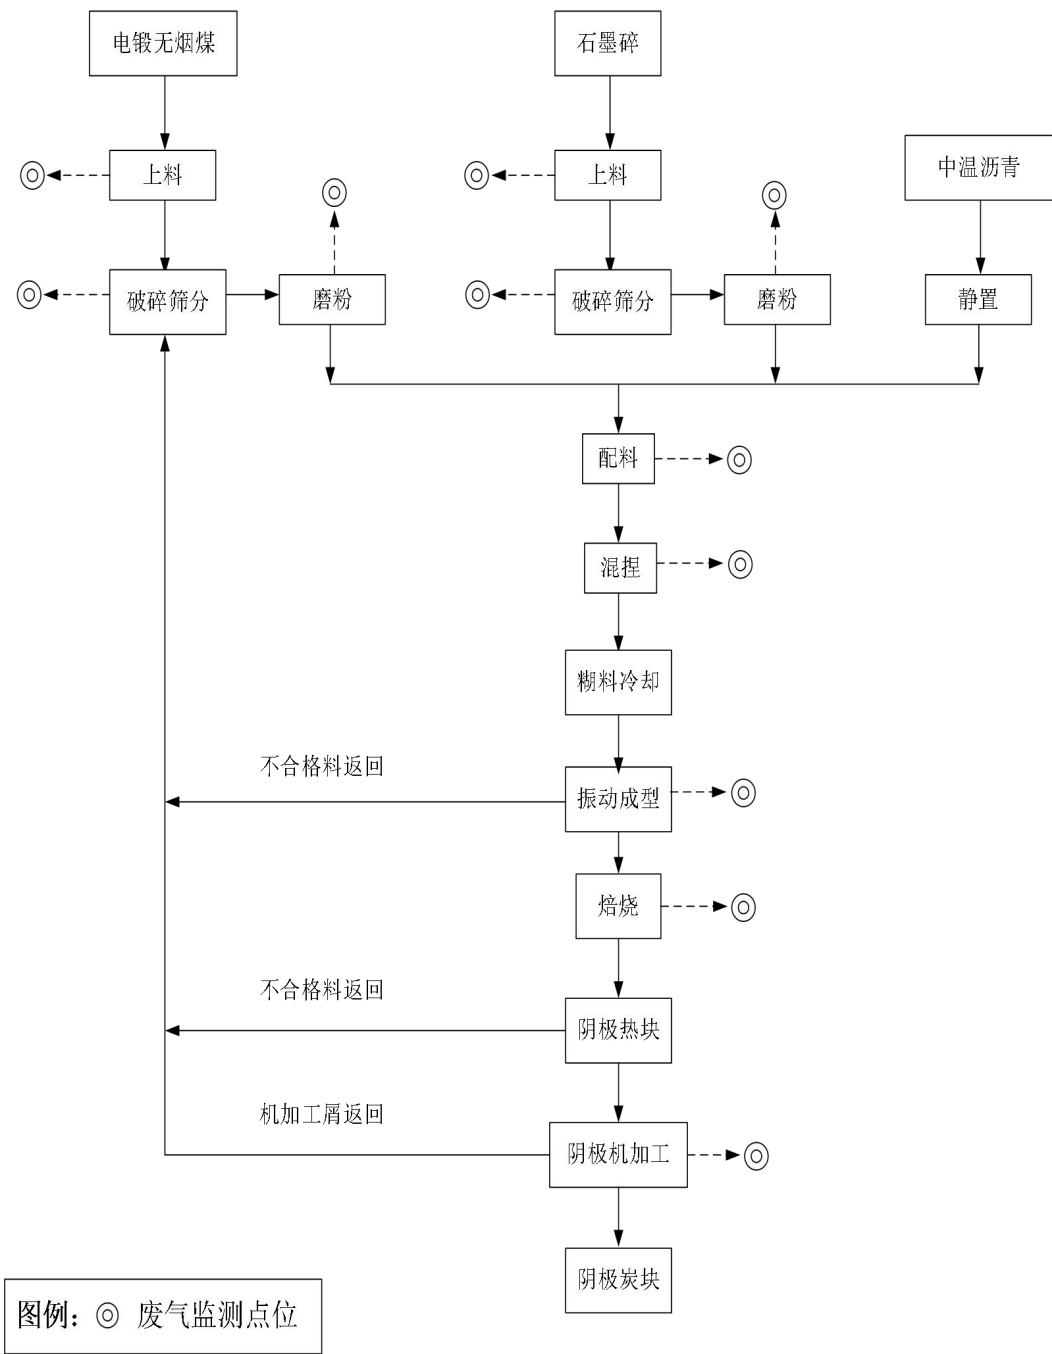 电锻无烟煤
石墨碎
中温沥青
上料
上料
破碎筛分
磨粉
破碎筛分
磨粉
静置
配料
混捏
糊料冷却
不合格料返回
振动成型
焙烧
不合格料返回
阴极热块
机加工屑返回
阴极机加工
阴极炭块
图例：◎ 废气监测点位